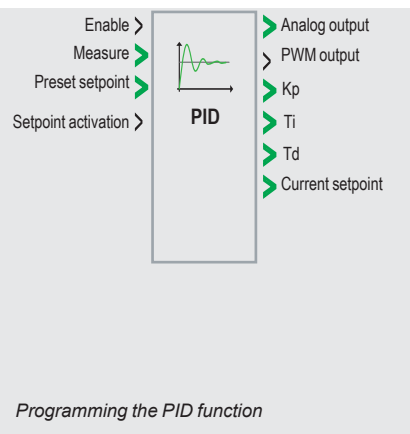 Enable
Measure
Preset setpoint
Setpoint activation
PID
Analog output
PWM output
Kp
Ti
Td
Current setpoint
Programming the PID function